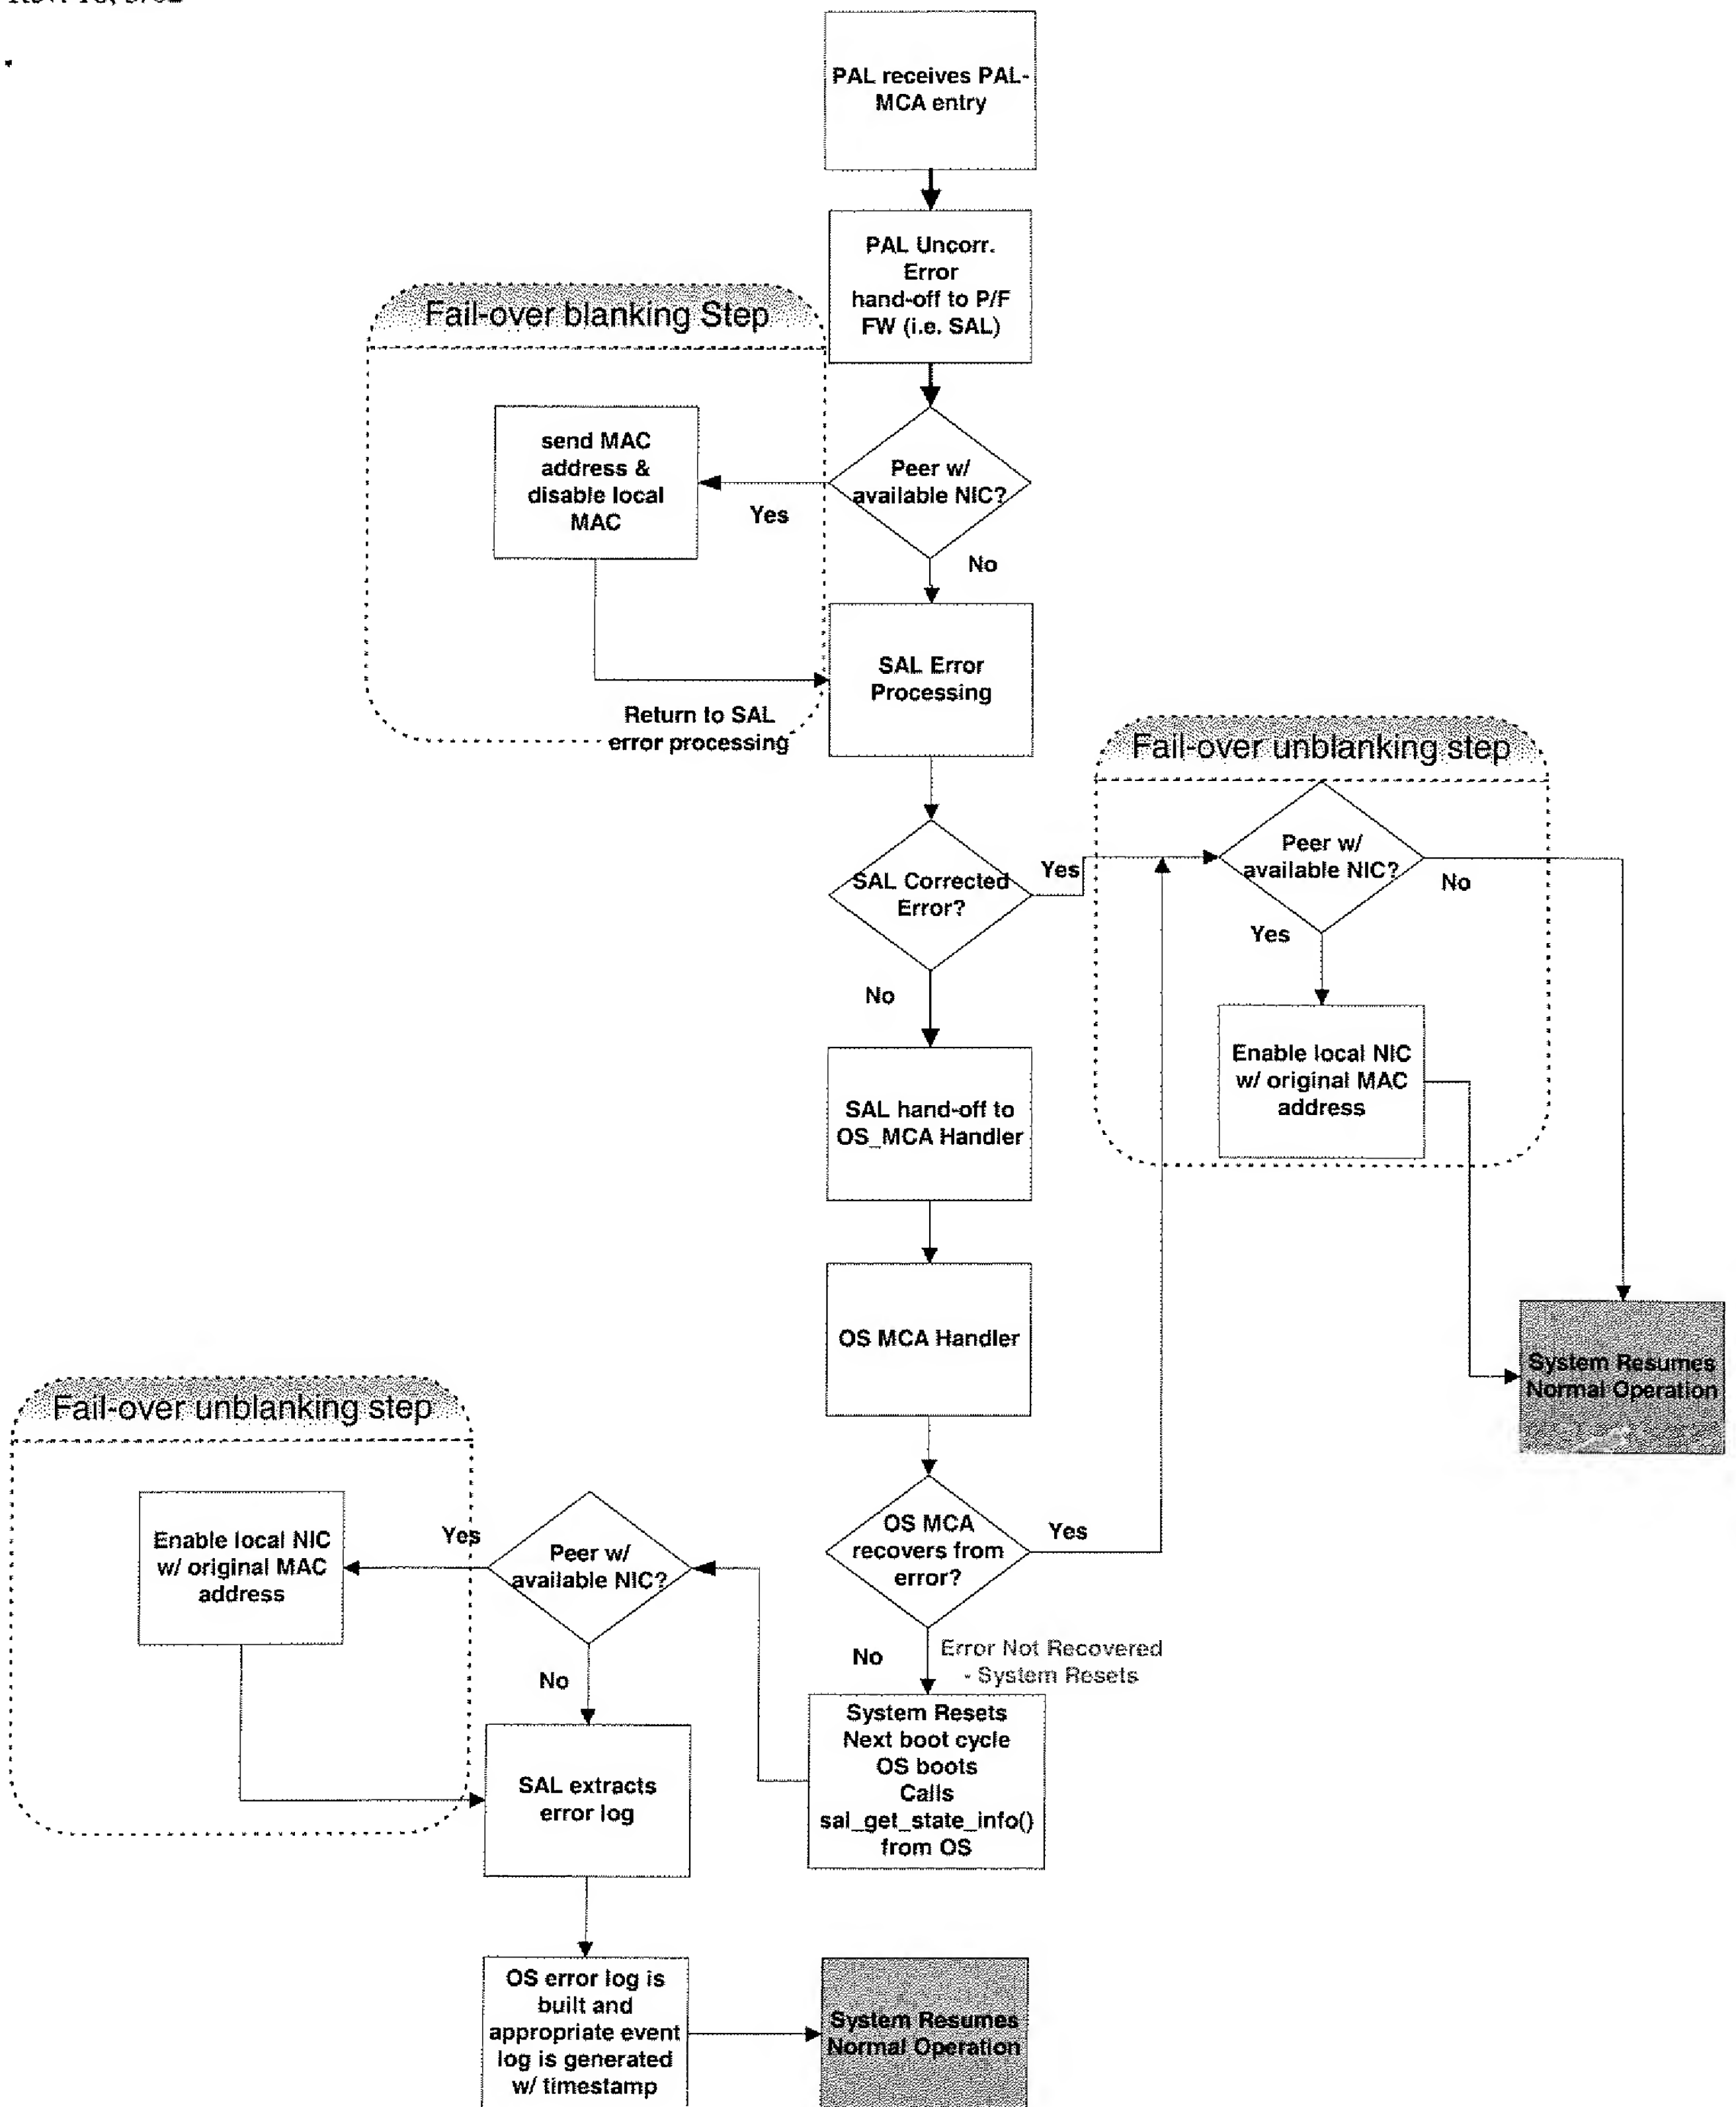 PAL receives PAL-
MCA entry
PAL Uncorr.
Error
hand-off to P/F
FW (i.e. SAL)
Fail-over blanking Step
send MAC
address &
disable local
MAC
Yes
Peer w/
available NIC?
No
SAL Error
Processing
Return to SAL
error processing
Fail-over unblanking step
SAL Corrected
Error?
Yes
Peer w/
available NIC?
No
Yes
No
Enable local NIC
w/ original MAC
address
SAL hand-off to
OS_MCA Handler
OS MCA Handler
System Resumes
Normal Operation
Fail-over unblanking step
Enable local NIC
w/ original MAC
address
Yes
Peer w/
available NIC?
No
OS MCA
recovers from
error?
Yes
No
Error Not Recovered
- System Resets
System Resets
Next boot cycle
OS boots
Calls
sal_get_state_info()
from OS
SAL extracts
error log
OS error log is
built and
appropriate event
log is generated
w/ timestamp
System Resumes
Normal Operation